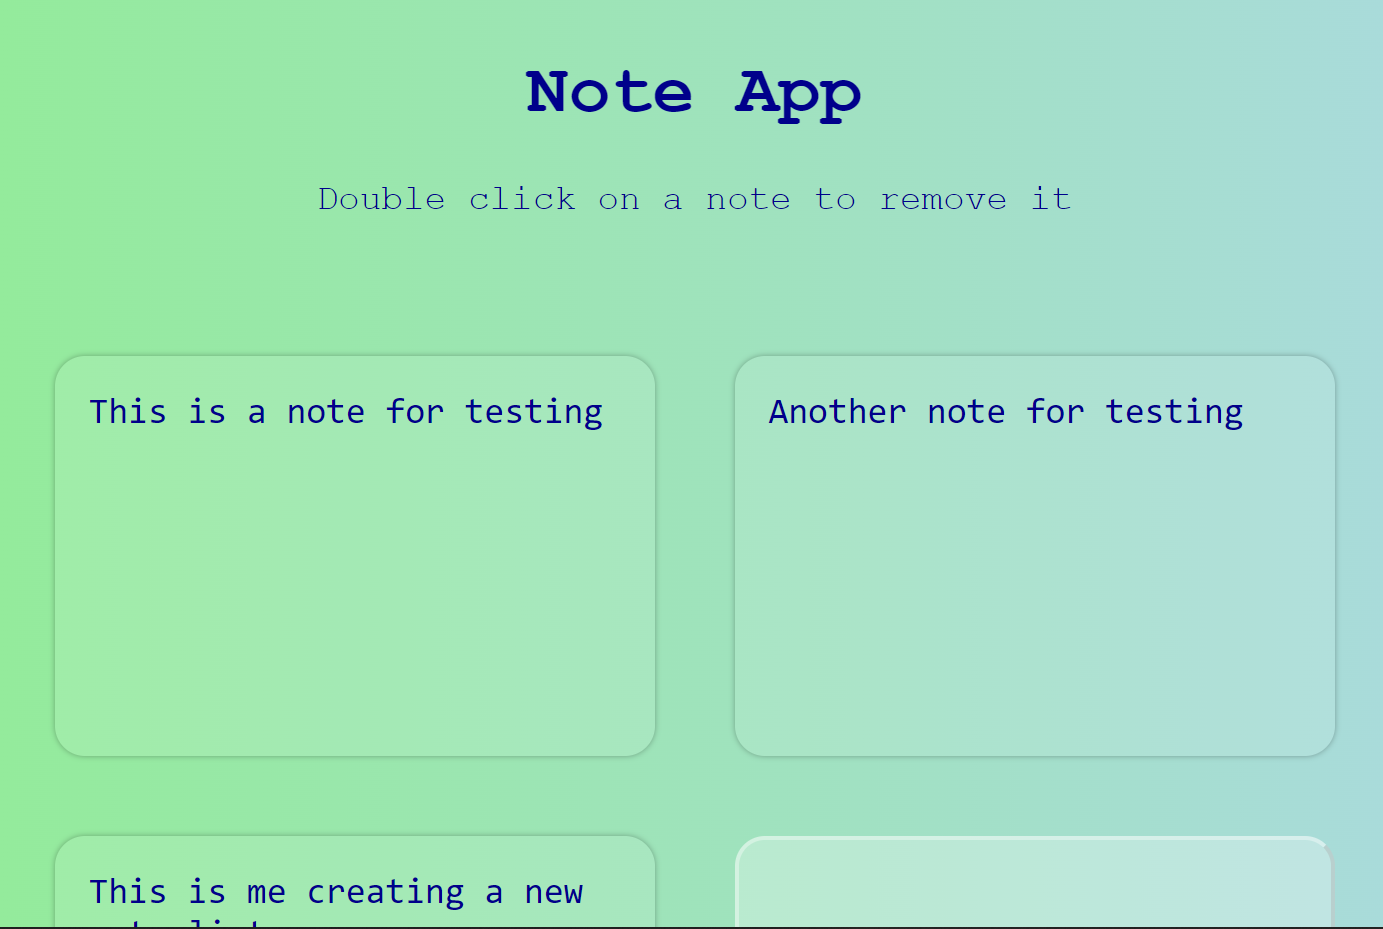 Note App
Double click on a note to remove it
This is a note for testing
Another note for testing
This is me creating a new